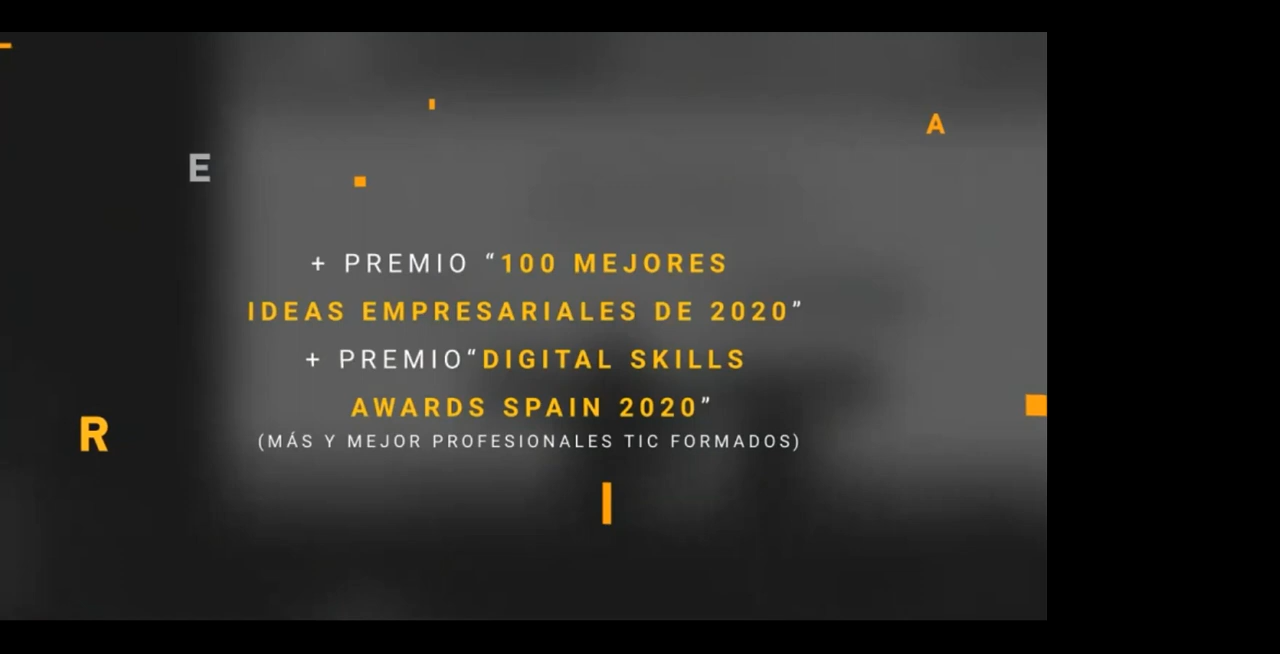 A
E
+ PREMIO “100 MEJORES
IDEAS EMPRESARIALES DE 2020”
+ PREMIO“DIGITAL SKILLS
AWARDS SPAIN 2020”
R
(MÁS Y MEJOR PROFESIONALES TIC FORMADOS)
I